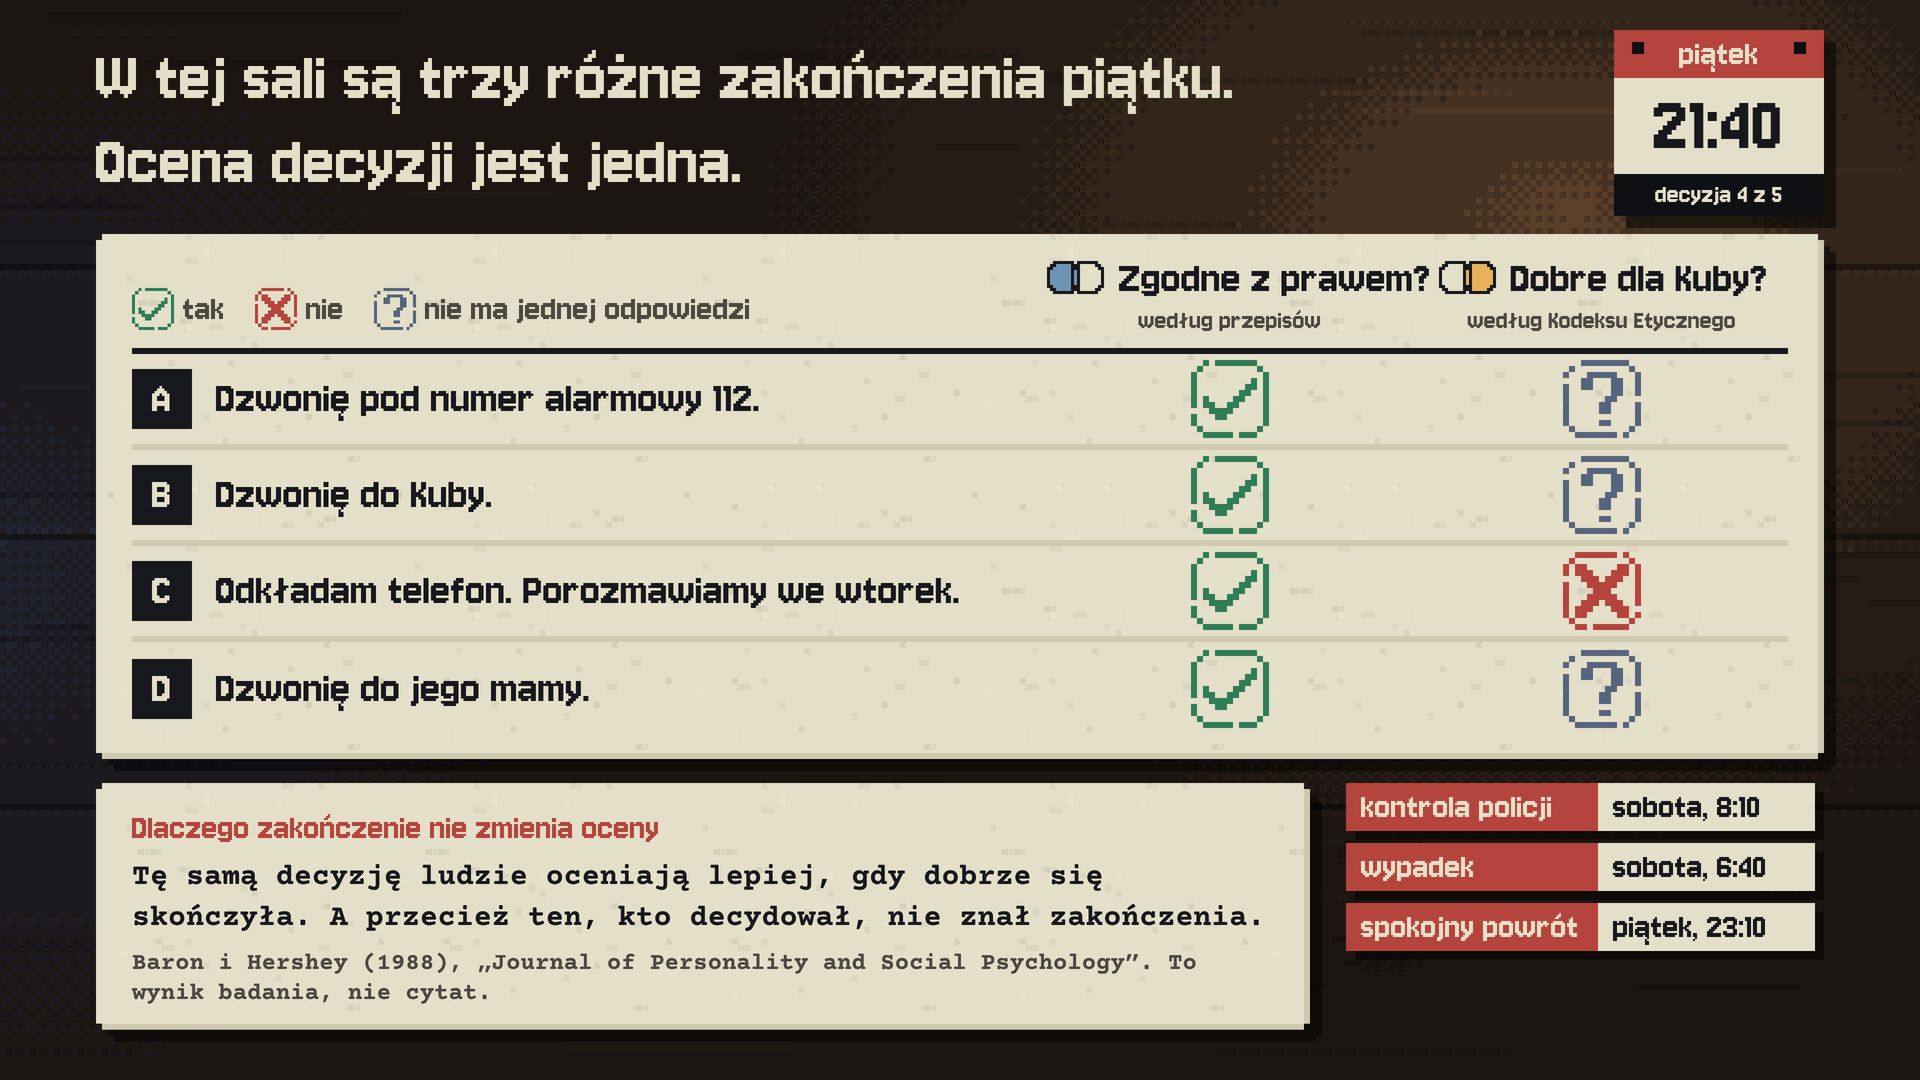 W tej sali są trzy różne zakończenia piątku.
Ocena decyzji jest jedna.
piątek
21:40
decyzja 4 z 5
tak
nie
? nie ma jednej odpowiedzi
Zgodne z prawem?
według przepisów
Dobre dla Kuby?
według Kodeksu Etycznego
A Dzwonię pod numer alarmowy 112. ?
B Dzwonię do Kuby. ?
C Odkładam telefon. Porozmawiamy we wtorek.
D Dzwonię do jego mamy. ?
Dlaczego zakończenie nie zmienia oceny
Tę samą decyzję ludzie oceniają lepiej, gdy dobrze się
skończyła. A przecież ten, kto decydował, nie znał zakończenia.
Baron i Hershey (1988), „Journal of Personality and Social Psychology”. To
wynik badania, nie cytat.
kontrola policji sobota, 8:10
wypadek sobota, 6:40
spokojny powrót piątek, 23:10